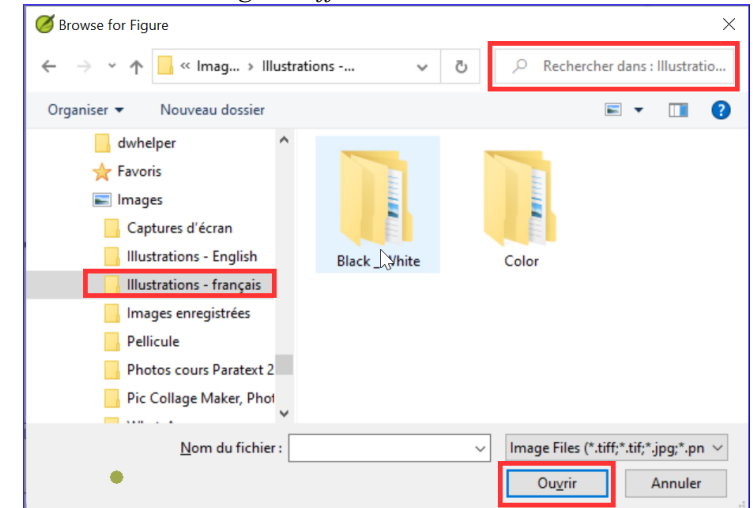 Browse for Figure
« Imag... › Illustrations -...
Rechercher dans : Illustratio...
Organiser
Nouveau dossier
dwhelper
Favoris
Images
Captures d'écran
Illustrations - English
Illustrations - français
Images enregistrées
Pellicule
Photos cours Paratext 2
Pic Collage Maker, Phot
Black _ White
Color
Nom du fichier :
Image Files (*.tiff;*.tif;*.jpg;*.pn
Ouvrir
Annuler